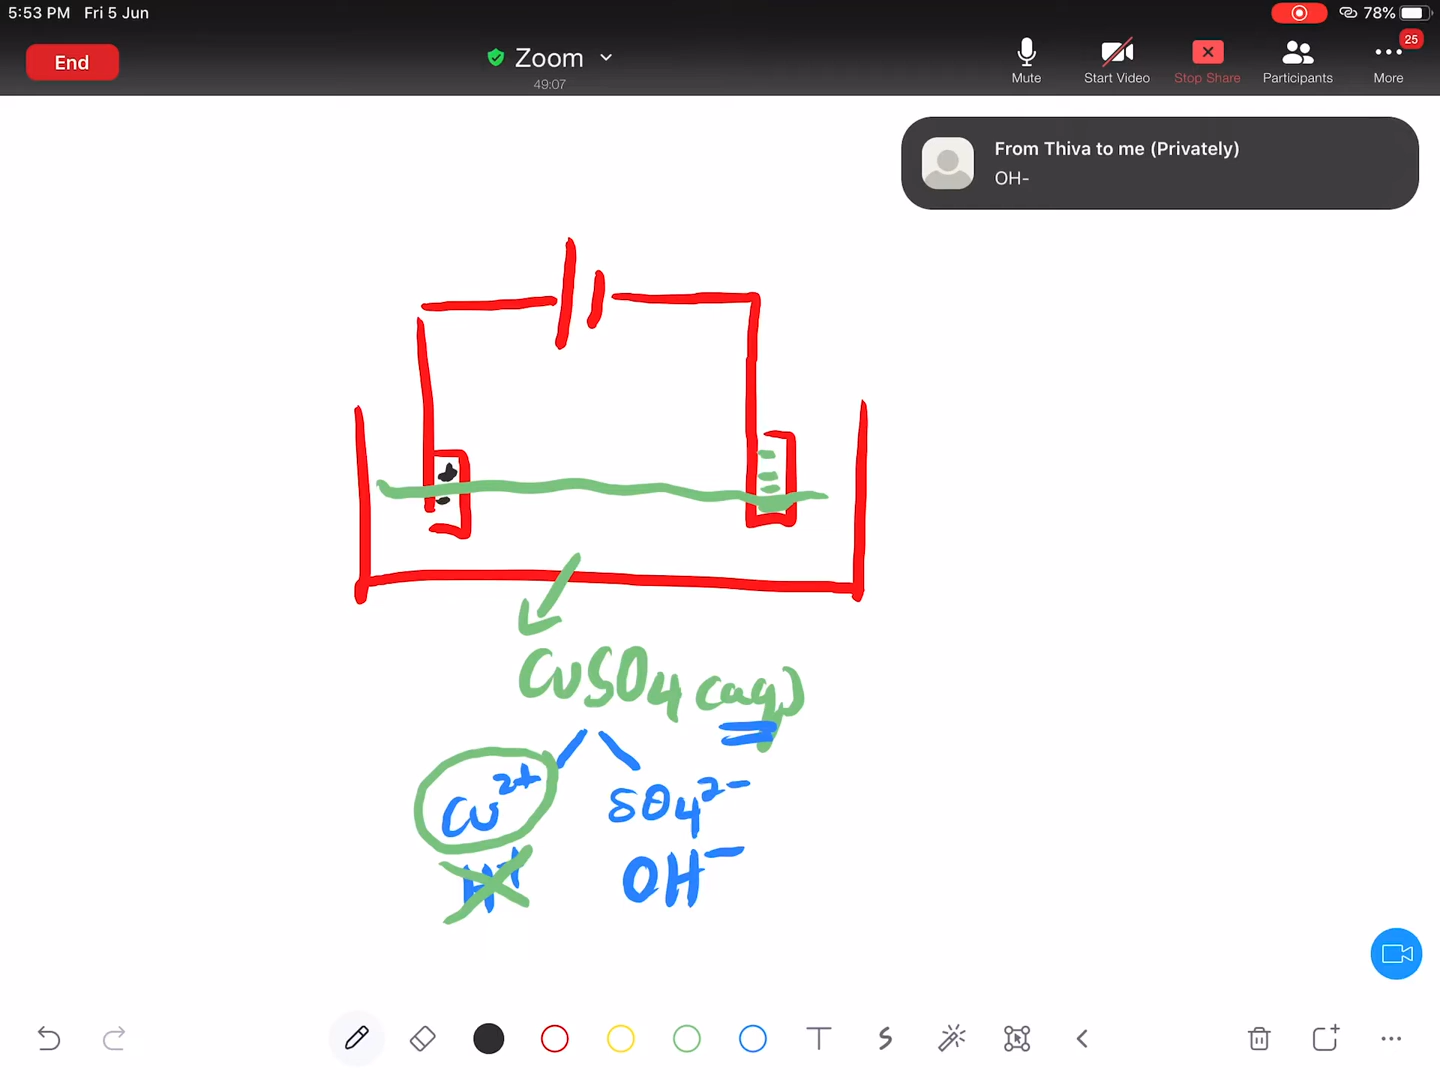 5:53 PM Fri 5 Jun
78%
End
Zoom
49:07
Mute
Start Video
Stop Share
Participants
25
More
From Thiva to me (Privately)
OH-
CuSO4 (aq)
Cu2+ SO42-
H+ OH-
T